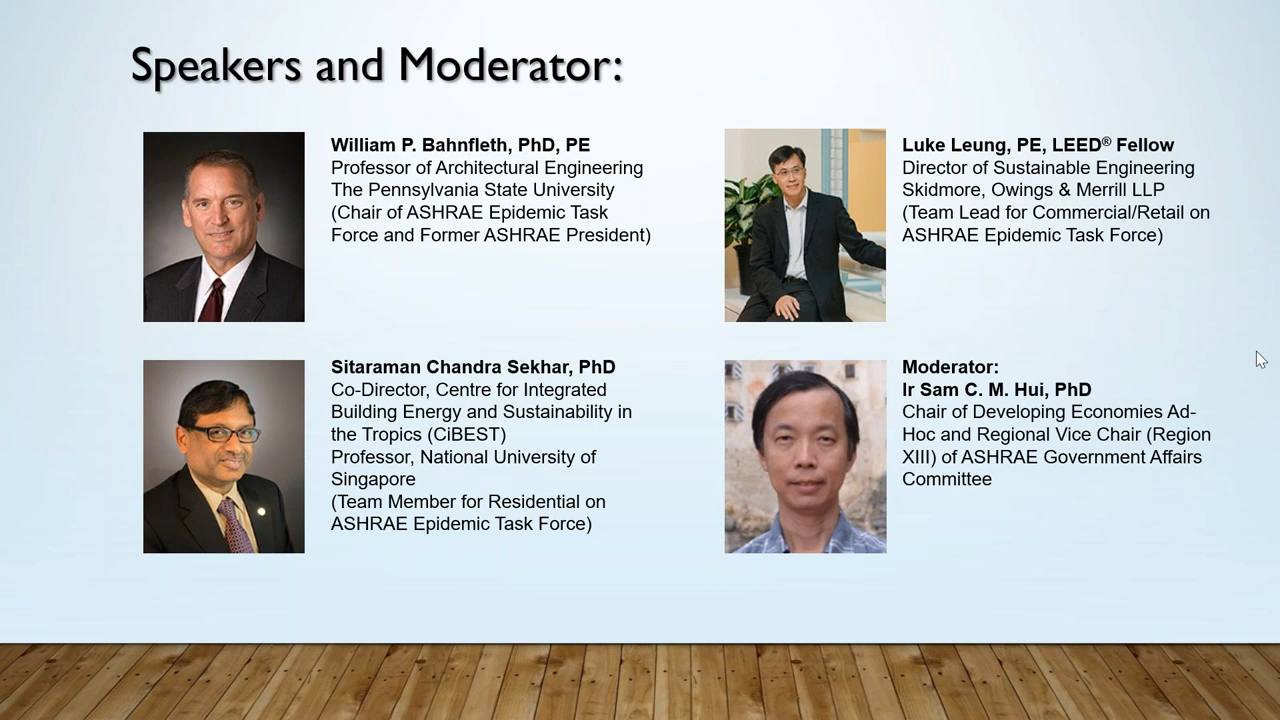 Speakers and Moderator:
William P. Bahnfleth, PhD, PE
Professor of Architectural Engineering
The Pennsylvania State University
(Chair of ASHRAE Epidemic Task
Force and Former ASHRAE President)
Luke Leung, PE, LEED® Fellow
Director of Sustainable Engineering
Skidmore, Owings & Merrill LLP
(Team Lead for Commercial/Retail on
ASHRAE Epidemic Task Force)
Sitaraman Chandra Sekhar, PhD
Co-Director, Centre for Integrated
Building Energy and Sustainability in
the Tropics (CiBEST)
Professor, National University of
Singapore
(Team Member for Residential on
ASHRAE Epidemic Task Force)
Moderator:
Ir Sam C. M. Hui, PhD
Chair of Developing Economies Ad-
Hoc and Regional Vice Chair (Region
XIII) of ASHRAE Government Affairs
Committee